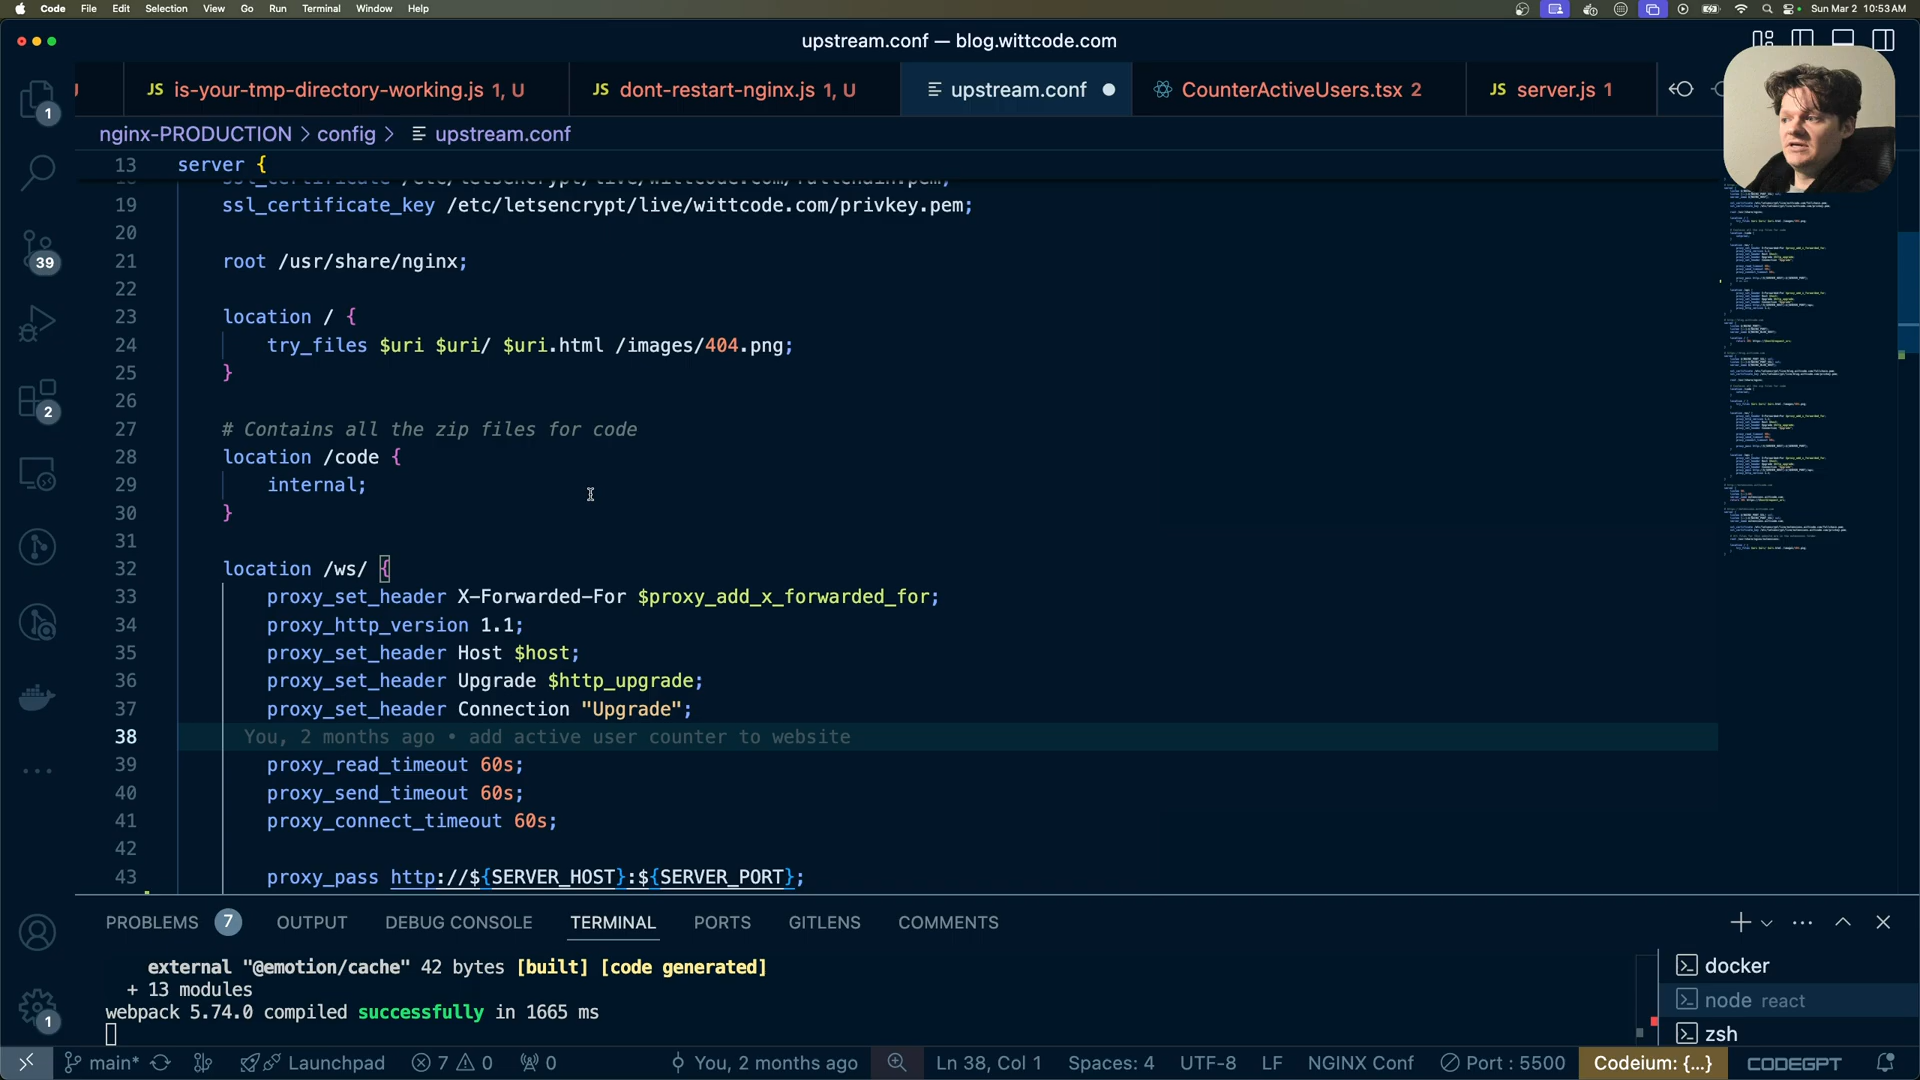 Code File Edit Selection View Go Run Terminal Window Help Sun Mar 2 10:53 AM
upstream.conf — blog.wittcode.com
JS is-your-tmp-directory-working.js 1, U JS dont-restart-nginx.js 1, U upstream.conf CounterActiveUsers.tsx 2 JS server.js 1
nginx-PRODUCTION > config > upstream.conf
13 server {
19 ssl_certificate_key /etc/letsencrypt/live/wittcode.com/privkey.pem;
20
21 root /usr/share/nginx;
22
23 location / {
24 try_files $uri $uri/ $uri.html /images/404.png;
25 }
26
27 # Contains all the zip files for code
28 location /code {
29 internal;
30 }
31
32 location /ws/ {
33 proxy_set_header X-Forwarded-For $proxy_add_x_forwarded_for;
34 proxy_http_version 1.1;
35 proxy_set_header Host $host;
36 proxy_set_header Upgrade $http_upgrade;
37 proxy_set_header Connection "Upgrade";
38 You, 2 months ago • add active user counter to website
39 proxy_read_timeout 60s;
40 proxy_send_timeout 60s;
41 proxy_connect_timeout 60s;
42
43 proxy_pass http://${SERVER_HOST}:${SERVER_PORT};
1
39
2
1
PROBLEMS 7 OUTPUT DEBUG CONSOLE TERMINAL PORTS GITLENS COMMENTS
external "@emotion/cache" 42 bytes [built] [code generated]
+ 13 modules
webpack 5.74.0 compiled successfully in 1665 ms
docker
node react
zsh
main* Launchpad 7 0 0 You, 2 months ago Ln 38, Col 1 Spaces: 4 UTF-8 LF NGINX Conf Port : 5500 Codeium: {...} CODEGPT